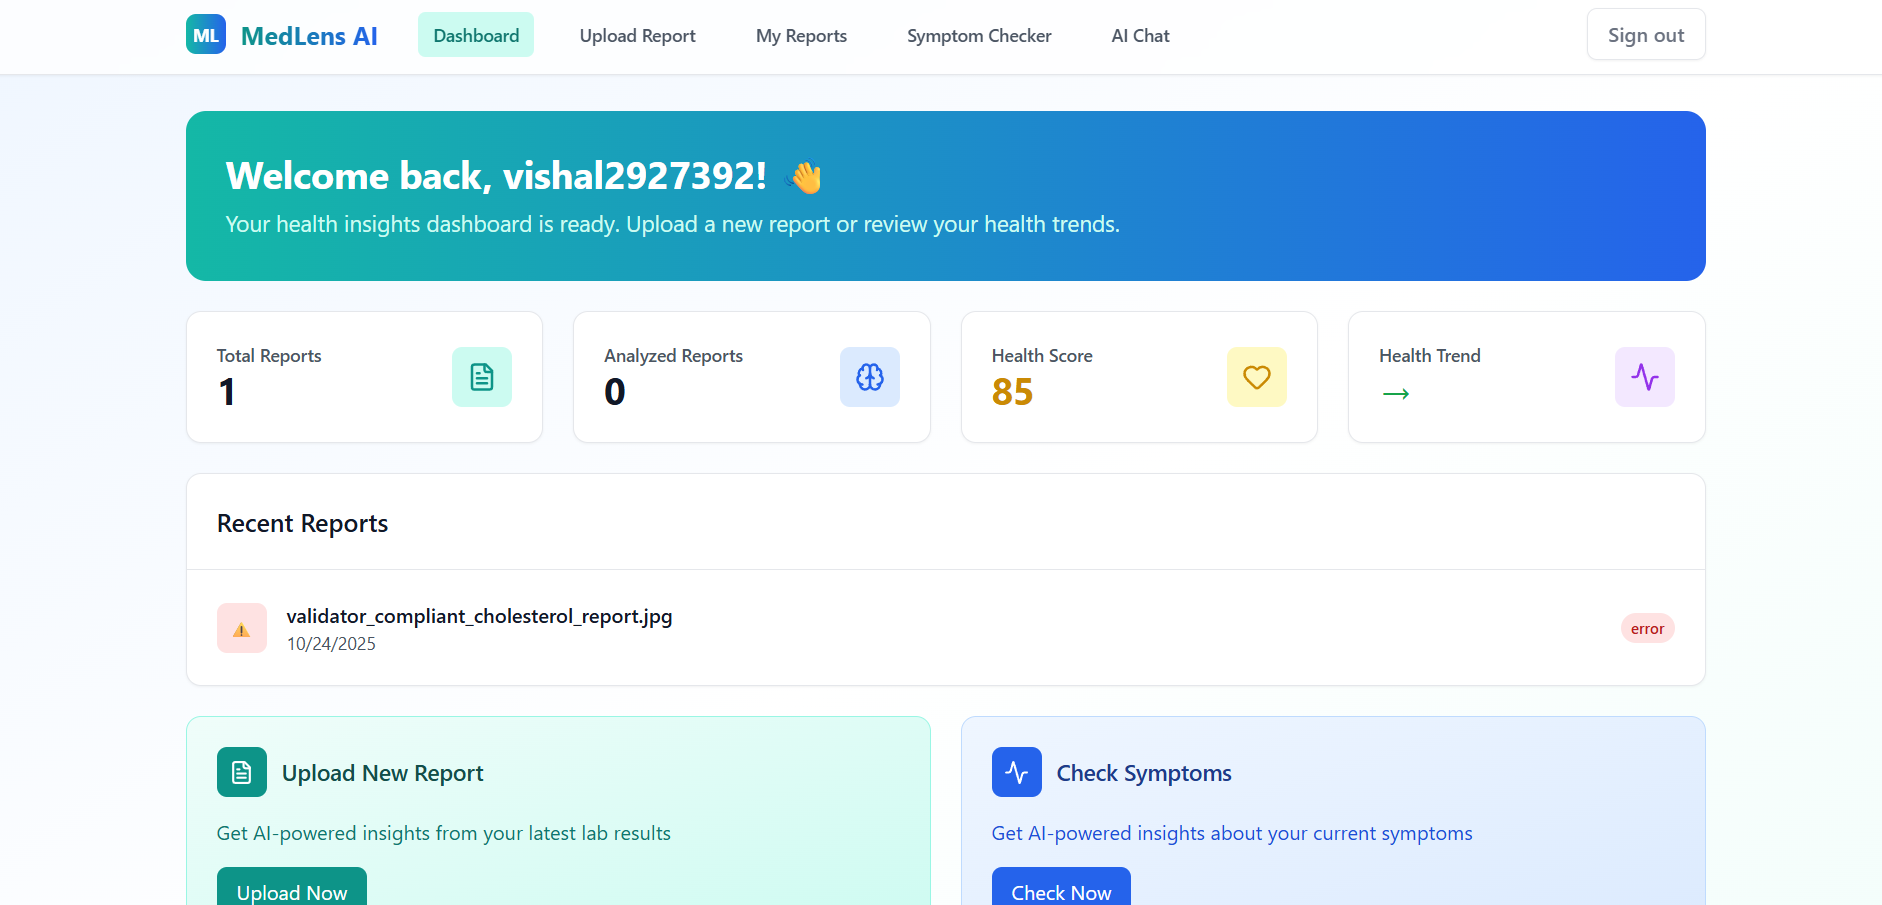 ML MedLens AI Dashboard Upload Report My Reports Symptom Checker AI Chat Sign out
Welcome back, vishal2927392! 👋
Your health insights dashboard is ready. Upload a new report or review your health trends.
Total Reports
1
Analyzed Reports
0
Health Score
85
Health Trend
→
Recent Reports
validator_compliant_cholesterol_report.jpg
10/24/2025
error
Upload New Report
Get AI-powered insights from your latest lab results
Upload Now
Check Symptoms
Get AI-powered insights about your current symptoms
Check Now